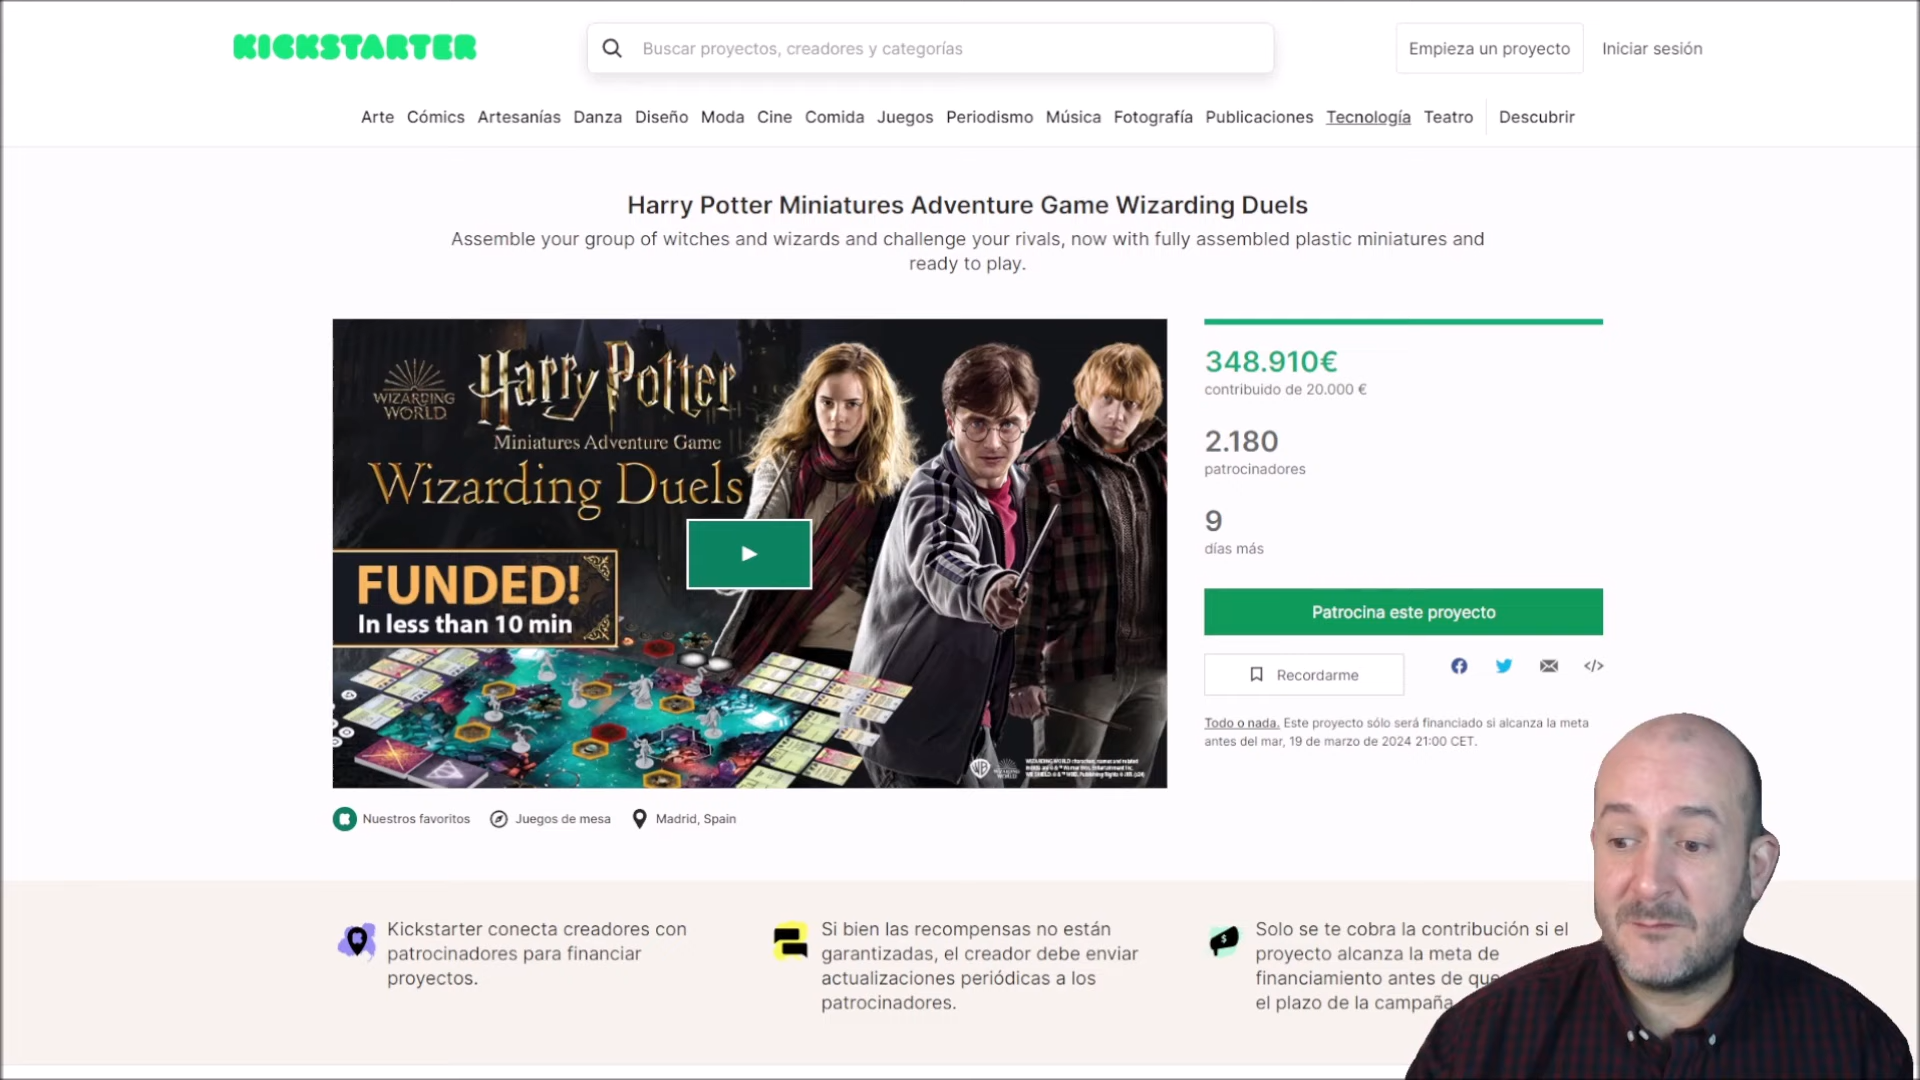 KICKSTARTER
Buscar proyectos, creadores y categorías
Empieza un proyecto
Iniciar sesión
Arte Cómics Artesanías Danza Diseño Moda Cine Comida Juegos Periodismo Música Fotografía Publicaciones Tecnología Teatro Descubrir
Harry Potter Miniatures Adventure Game Wizarding Duels
Assemble your group of witches and wizards and challenge your rivals, now with fully assembled plastic miniatures and
ready to play.
WIZARDING
WORLD
Harry Potter
Miniatures Adventure Game
Wizarding Duels
FUNDED!
In less than 10 min
348.910€
contribuido de 20.000 €
2.180
patrocinadores
9
días más
Patrocina este proyecto
Recordarme
Todo o nada. Este proyecto sólo será financiado si alcanza la meta
antes del mar, 19 de marzo de 2024 21:00 CET.
Nuestros favoritos
Juegos de mesa
Madrid, Spain
Kickstarter conecta creadores con
patrocinadores para financiar
proyectos.
Si bien las recompensas no están
garantizadas, el creador debe enviar
actualizaciones periódicas a los
patrocinadores.
Solo se te cobra la contribución si el
proyecto alcanza la meta de
financiamiento antes de que
el plazo de la campaña